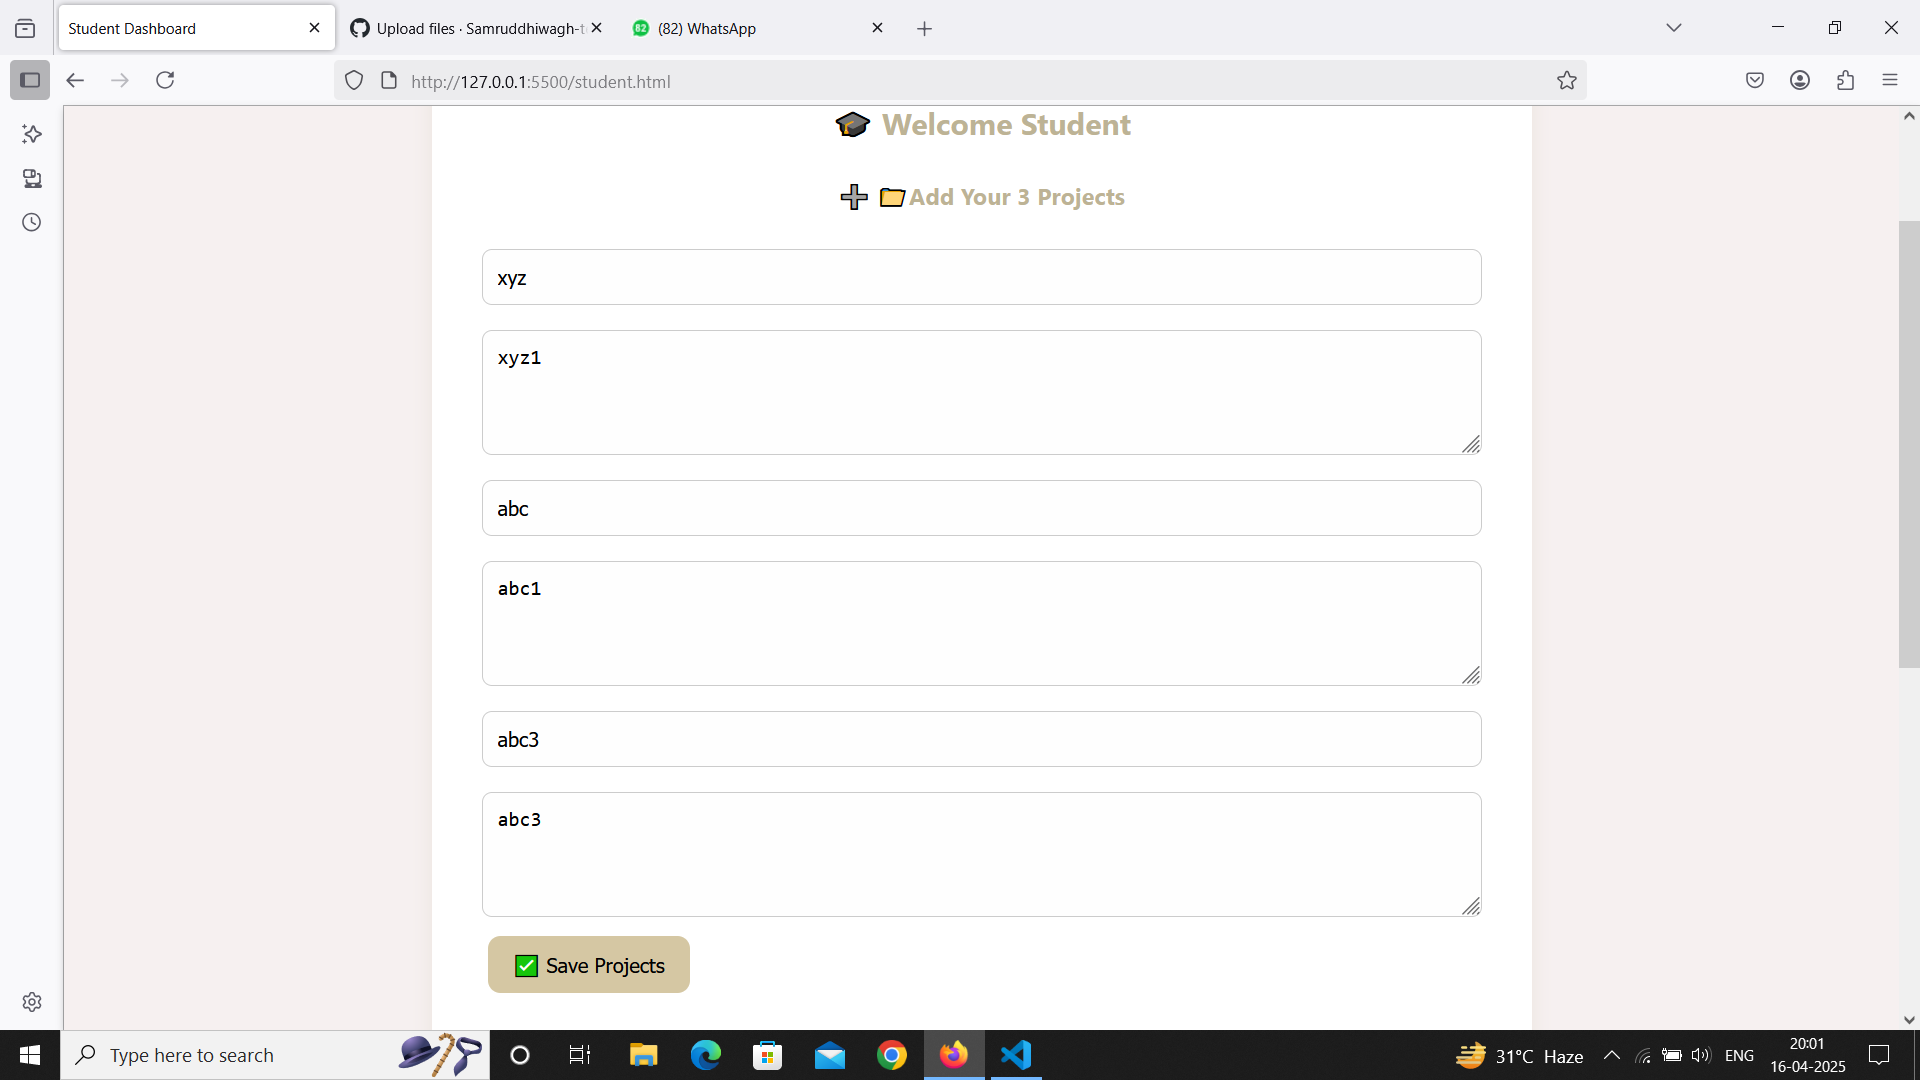 Student Dashboard
Upload files · Samruddhiwagh-t
82
(82) WhatsApp
http://127.0.0.1:5500/student.html
Welcome Student
Add Your 3 Projects
xyz
xyz1
abc
abc1
abc3
abc3
Save Projects
Type here to search
31°C Haze
ENG
20:01
16-04-2025